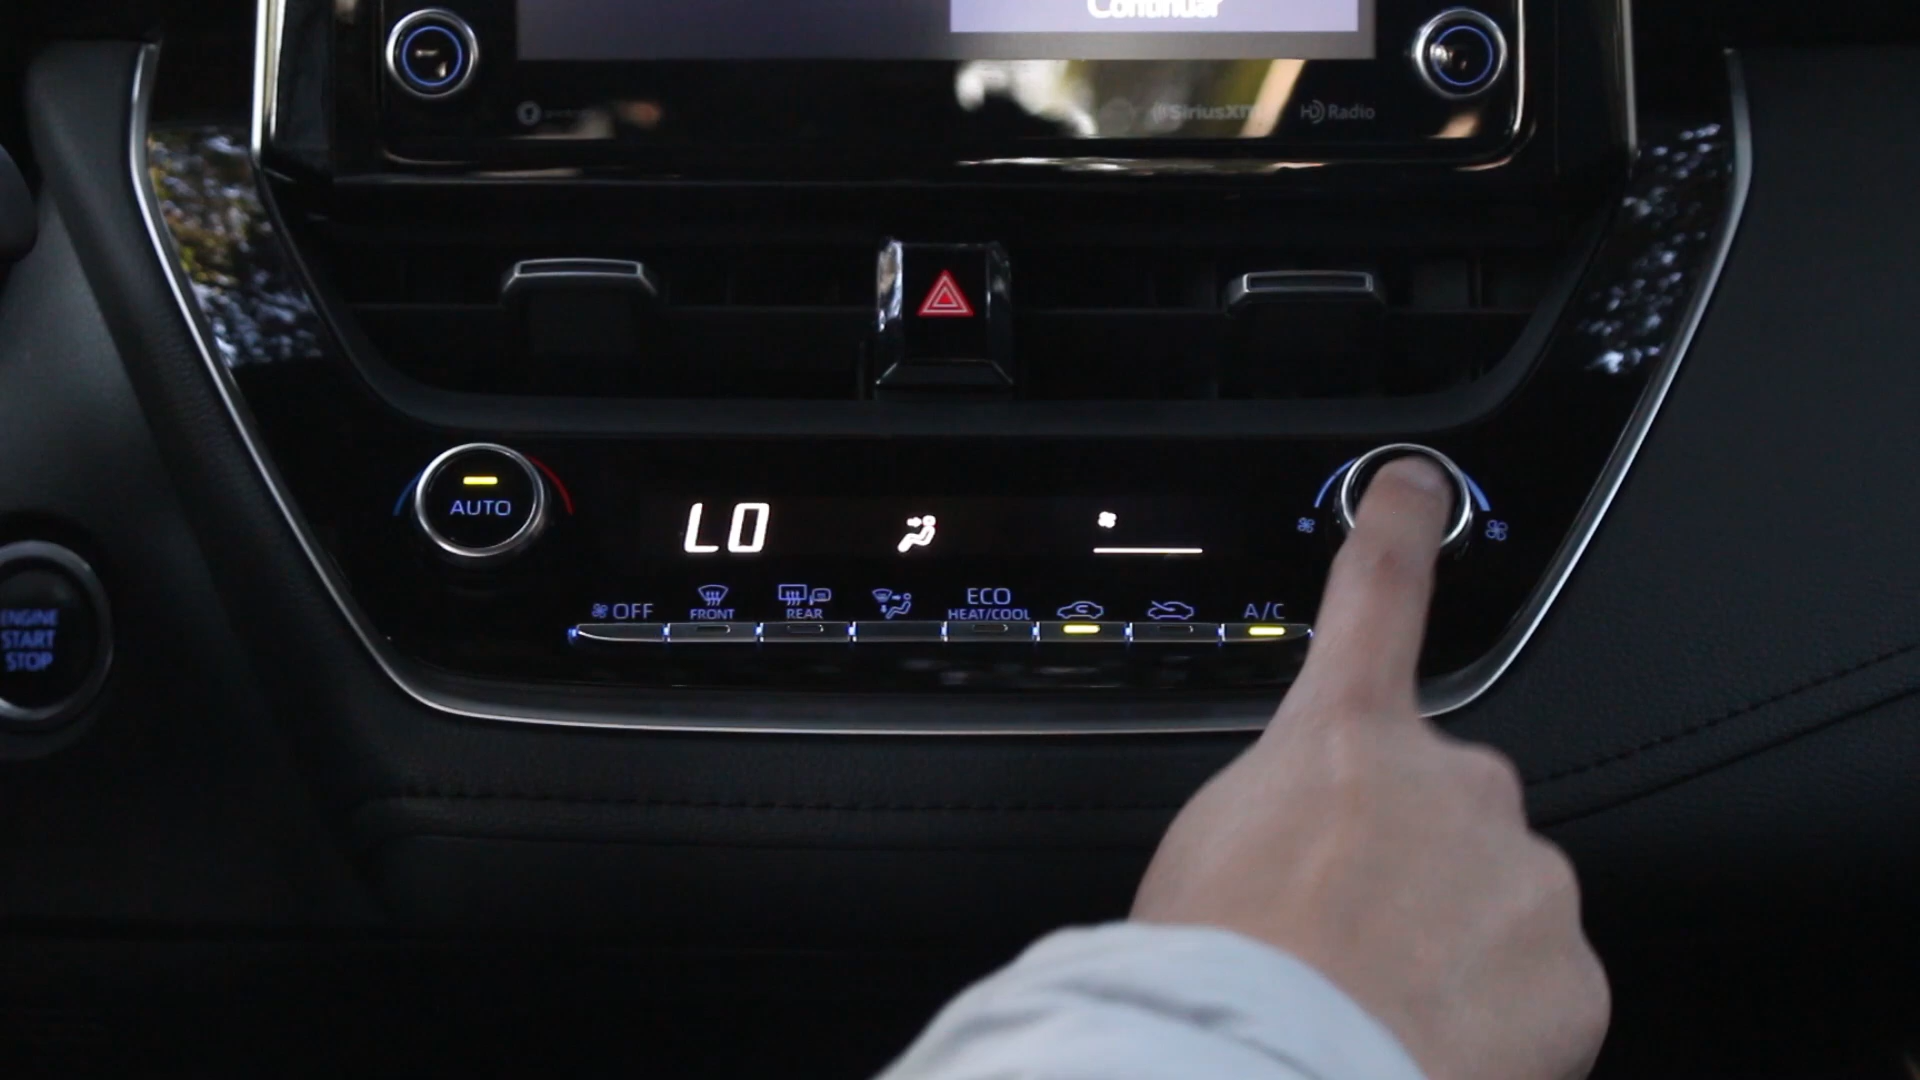 Continuar
SiriusXM
HD Radio
AUTO
LO
OFF
FRONT
REAR
ECO
HEAT/COOL
A/C
ENGINE
START
STOP